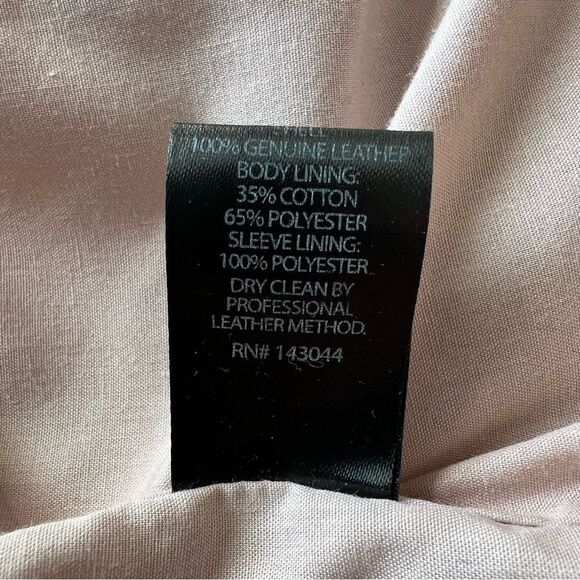 SHELL
100% GENUINE LEATHER
BODY LINING:
35% COTTON
65% POLYESTER
SLEEVE LINING:
100% POLYESTER
DRY CLEAN BY
PROFESSIONAL
LEATHER METHOD.
RN# 143044